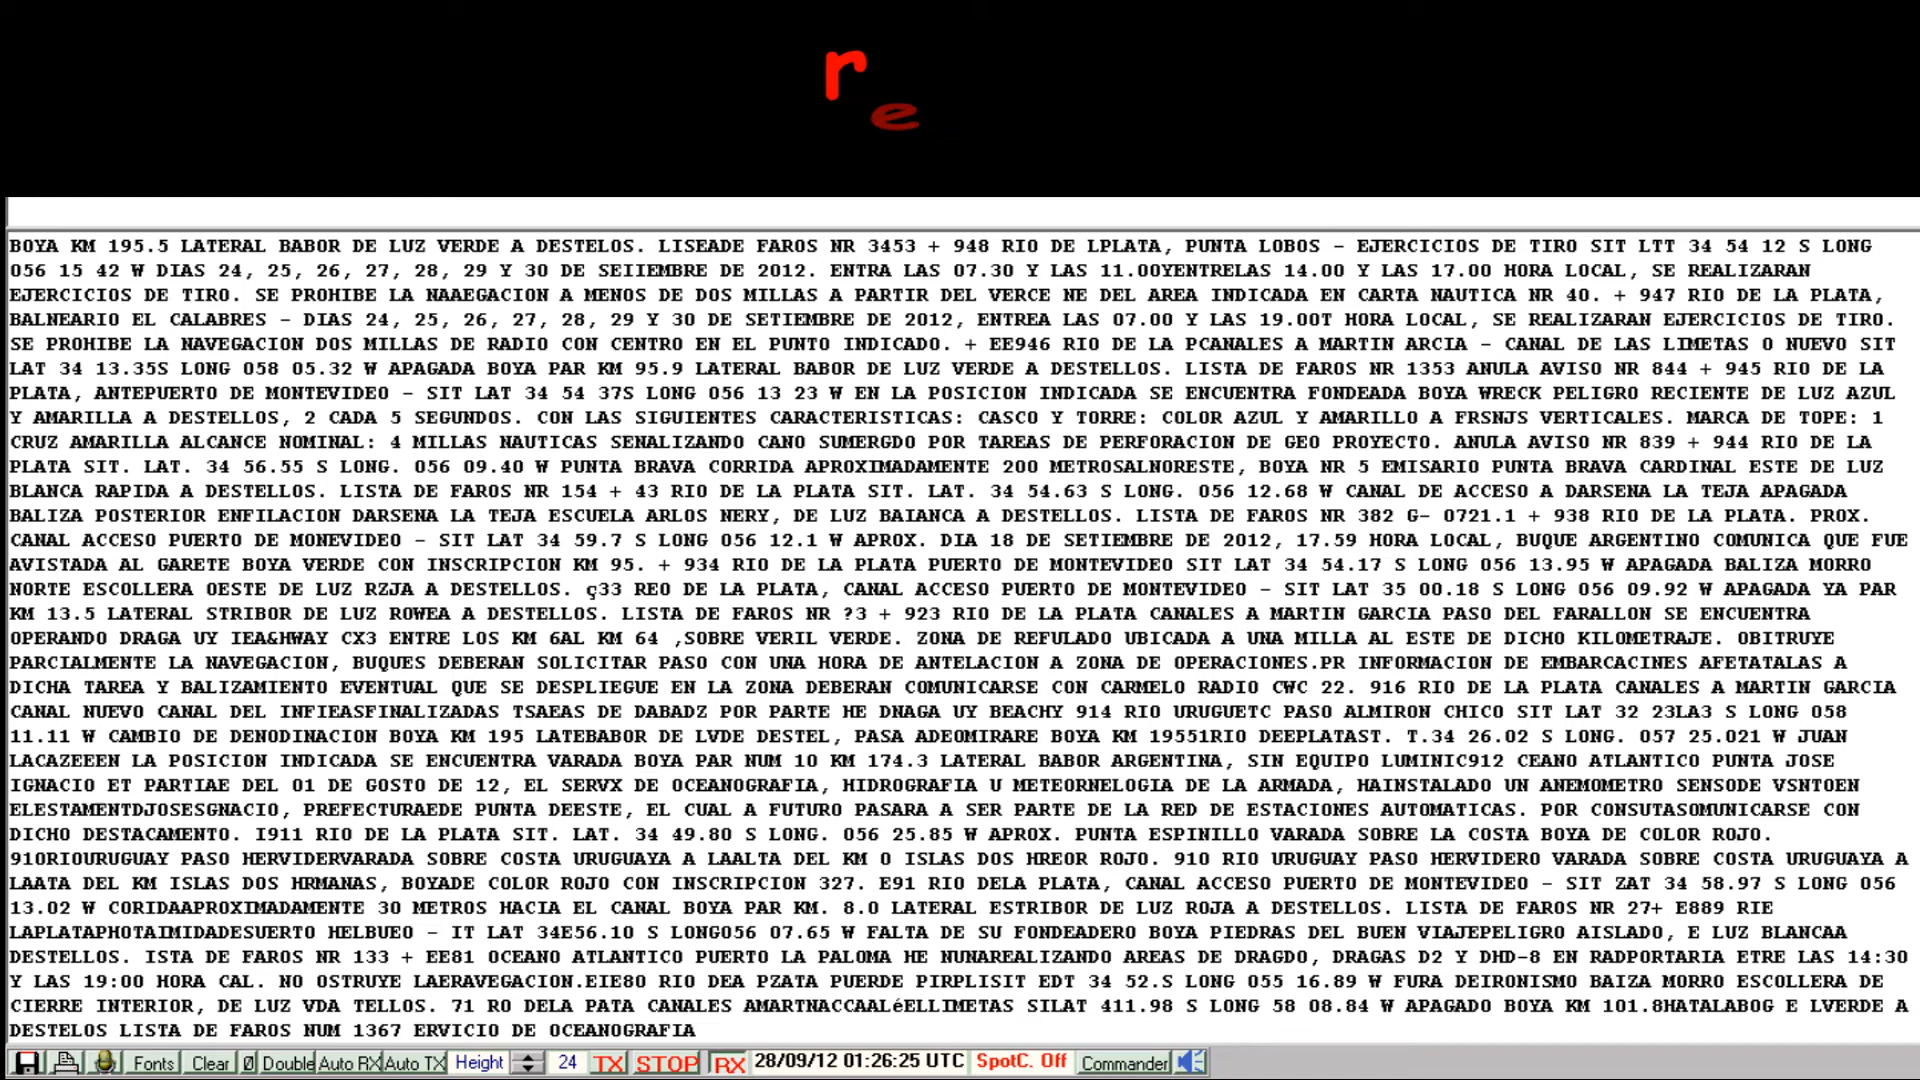 r
e
BOYA KM 195.5 LATERAL BABOR DE LUZ VERDE A DESTELOS. LISEADE FAROS NR 3453 + 948 RIO DE LPLATA, PUNTA LOBOS - EJERCICIOS DE TIRO SIT LTT 34 54 12 S LONG
056 15 42 W DIAS 24, 25, 26, 27, 28, 29 Y 30 DE SEIIEMBRE DE 2012. ENTRA LAS 07.30 Y LAS 11.00YENTRELAS 14.00 Y LAS 17.00 HORA LOCAL, SE REALIZARAN
EJERCICIOS DE TIRO. SE PROHIBE LA NAAEGACION A MENOS DE DOS MILLAS A PARTIR DEL VERCE NE DEL AREA INDICADA EN CARTA NAUTICA NR 40. + 947 RIO DE LA PLATA,
BALNEARIO EL CALABRES - DIAS 24, 25, 26, 27, 28, 29 Y 30 DE SETIEMBRE DE 2012, ENTREA LAS 07.00 Y LAS 19.00T HORA LOCAL, SE REALIZARAN EJERCICIOS DE TIRO.
SE PROHIBE LA NAVEGACION DOS MILLAS DE RADIO CON CENTRO EN EL PUNTO INDICADO. + EE946 RIO DE LA PCANALES A MARTIN ARCIA - CANAL DE LAS LIMETAS O NUEVO SIT
LAT 34 13.35S LONG 058 05.32 W APAGADA BOYA PAR KM 95.9 LATERAL BABOR DE LUZ VERDE A DESTELLOS. LISTA DE FAROS NR 1353 ANULA AVISO NR 844 + 945 RIO DE LA
PLATA, ANTEPUERTO DE MONTEVIDEO - SIT LAT 34 54 37S LONG 056 13 23 W EN LA POSICION INDICADA SE ENCUENTRA FONDEADA BOYA WRECK PELIGRO RECIENTE DE LUZ AZUL
Y AMARILLA A DESTELLOS, 2 CADA 5 SEGUNDOS. CON LAS SIGUIENTES CARACTERISTICAS: CASCO Y TORRE: COLOR AZUL Y AMARILLO A FRSNJS VERTICALES. MARCA DE TOPE: 1
CRUZ AMARILLA ALCANCE NOMINAL: 4 MILLAS NAUTICAS SENALIZANDO CANO SUMERGDO POR TAREAS DE PERFORACION DE GEO PROYECTO. ANULA AVISO NR 839 + 944 RIO DE LA
PLATA SIT. LAT. 34 56.55 S LONG. 056 09.40 W PUNTA BRAVA CORRIDA APROXIMADAMENTE 200 METROSALNORESTE, BOYA NR 5 EMISARIO PUNTA BRAVA CARDINAL ESTE DE LUZ
BLANCA RAPIDA A DESTELLOS. LISTA DE FAROS NR 154 + 43 RIO DE LA PLATA SIT. LAT. 34 54.63 S LONG. 056 12.68 W CANAL DE ACCESO A DARSENA LA TEJA APAGADA
BALIZA POSTERIOR ENFILACION DARSENA LA TEJA ESCUELA ARLOS NERY, DE LUZ BAIANCA A DESTELLOS. LISTA DE FAROS NR 382 G- 0721.1 + 938 RIO DE LA PLATA. PROX.
CANAL ACCESO PUERTO DE MONEVIDEO - SIT LAT 34 59.7 S LONG 056 12.1 W APROX. DIA 18 DE SETIEMBRE DE 2012, 17.59 HORA LOCAL, BUQUE ARGENTINO COMUNICA QUE FUE
AVISTADA AL GARETE BOYA VERDE CON INSCRIPCION KM 95. + 934 RIO DE LA PLATA PUERTO DE MONTEVIDEO SIT LAT 34 54.17 S LONG 056 13.95 W APAGADA BALIZA MORRO
NORTE ESCOLLERA OESTE DE LUZ RZJA A DESTELLOS. ç33 REO DE LA PLATA, CANAL ACCESO PUERTO DE MONTEVIDEO - SIT LAT 35 00.18 S LONG 056 09.92 W APAGADA YA PAR
KM 13.5 LATERAL STRIBOR DE LUZ ROWEA A DESTELLOS. LISTA DE FAROS NR ?3 + 923 RIO DE LA PLATA CANALES A MARTIN GARCIA PASO DEL FARALLON SE ENCUENTRA
OPERANDO DRAGA UY IEA&HWAY CX3 ENTRE LOS KM 6AL KM 64 ,SOBRE VERIL VERDE. ZONA DE REFULADO UBICADA A UNA MILLA AL ESTE DE DICHO KILOMETRAJE. OBITRUYE
PARCIALMENTE LA NAVEGACION, BUQUES DEBERAN SOLICITAR PASO CON UNA HORA DE ANTELACION A ZONA DE OPERACIONES.PR INFORMACION DE EMBARCACINES AFETATALAS A
DICHA TAREA Y BALIZAMIENTO EVENTUAL QUE SE DESPLIEGUE EN LA ZONA DEBERAN COMUNICARSE CON CARMELO RADIO CWC 22. 916 RIO DE LA PLATA CANALES A MARTIN GARCIA
CANAL NUEVO CANAL DEL INFIEASFINALIZADAS TSAEAS DE DABADZ POR PARTE HE DNAGA UY BEACHY 914 RIO URUGUETC PASO ALMIRON CHICO SIT LAT 32 23LA3 S LONG 058
11.11 W CAMBIO DE DENODINACION BOYA KM 195 LATEBABOR DE LVDE DESTEL, PASA ADEOMIRARE BOYA KM 19551RIO DEEPLATAST. T.34 26.02 S LONG. 057 25.021 W JUAN
LACAZEEEN LA POSICION INDICADA SE ENCUENTRA VARADA BOYA PAR NUM 10 KM 174.3 LATERAL BABOR ARGENTINA, SIN EQUIPO LUMINIC912 CEANO ATLANTICO PUNTA JOSE
IGNACIO ET PARTIAE DEL 01 DE GOSTO DE 12, EL SERVX DE OCEANOGRAFIA, HIDROGRAFIA U METEORNELOGIA DE LA ARMADA, HAINSTALADO UN ANEMOMETRO SENSODE VSNTOEN
ELESTAMENTDJOSESGNACIO, PREFECTURAEDE PUNTA DEESTE, EL CUAL A FUTURO PASARA A SER PARTE DE LA RED DE ESTACIONES AUTOMATICAS. POR CONSUTASOMUNICARSE CON
DICHO DESTACAMENTO. I911 RIO DE LA PLATA SIT. LAT. 34 49.80 S LONG. 056 25.85 W APROX. PUNTA ESPINILLO VARADA SOBRE LA COSTA BOYA DE COLOR ROJO.
910RIOURUGUAY PASO HERVIDERVARADA SOBRE COSTA URUGUAYA A LAALTA DEL KM O ISLAS DOS HREOR ROJO. 910 RIO URUGUAY PASO HERVIDERO VARADA SOBRE COSTA URUGUAYA A
LAATA DEL KM ISLAS DOS HRMANAS, BOYADE COLOR ROJO CON INSCRIPCION 327. E91 RIO DELA PLATA, CANAL ACCESO PUERTO DE MONTEVIDEO - SIT ZAT 34 58.97 S LONG 056
13.02 W CORIDAAPROXIMADAMENTE 30 METROS HACIA EL CANAL BOYA PAR KM. 8.0 LATERAL ESTRIBOR DE LUZ ROJA A DESTELLOS. LISTA DE FAROS NR 27+ E889 RIE
LAPLATAPHOTAIMIDADESUERTO HELBUEO - IT LAT 34E56.10 S LONG056 07.65 W FALTA DE SU FONDEADERO BOYA PIEDRAS DEL BUEN VIAJEPELIGRO AISLADO, E LUZ BLANCAA
DESTELLOS. ISTA DE FAROS NR 133 + EE81 OCEANO ATLANTICO PUERTO LA PALOMA HE NUNAREALIZANDO AREAS DE DRAGDO, DRAGAS D2 Y DHD-8 EN RADPORTARIA ETRE LAS 14:30
Y LAS 19:00 HORA CAL. NO OSTRUYE LAERAVEGACION.EIE80 RIO DEA PZATA PUERDE PIRPLISIT EDT 34 52.S LONG 055 16.89 W FURA DEIRONISMO BAIZA MORRO ESCOLLERA DE
CIERRE INTERIOR, DE LUZ VDA TELLOS. 71 RO DELA PATA CANALES AMARTNACCAALéELLIMETAS SILAT 411.98 S LONG 58 08.84 W APAGADO BOYA KM 101.8HATALABOG E LVERDE A
DESTELOS LISTA DE FAROS NUM 1367 ERVICIO DE OCEANOGRAFIA
Fonts Clear Ø Double Auto RX Auto TX Height 24 TX STOP RX 28/09/12 01:26:25 UTC SpotC. Off Commander